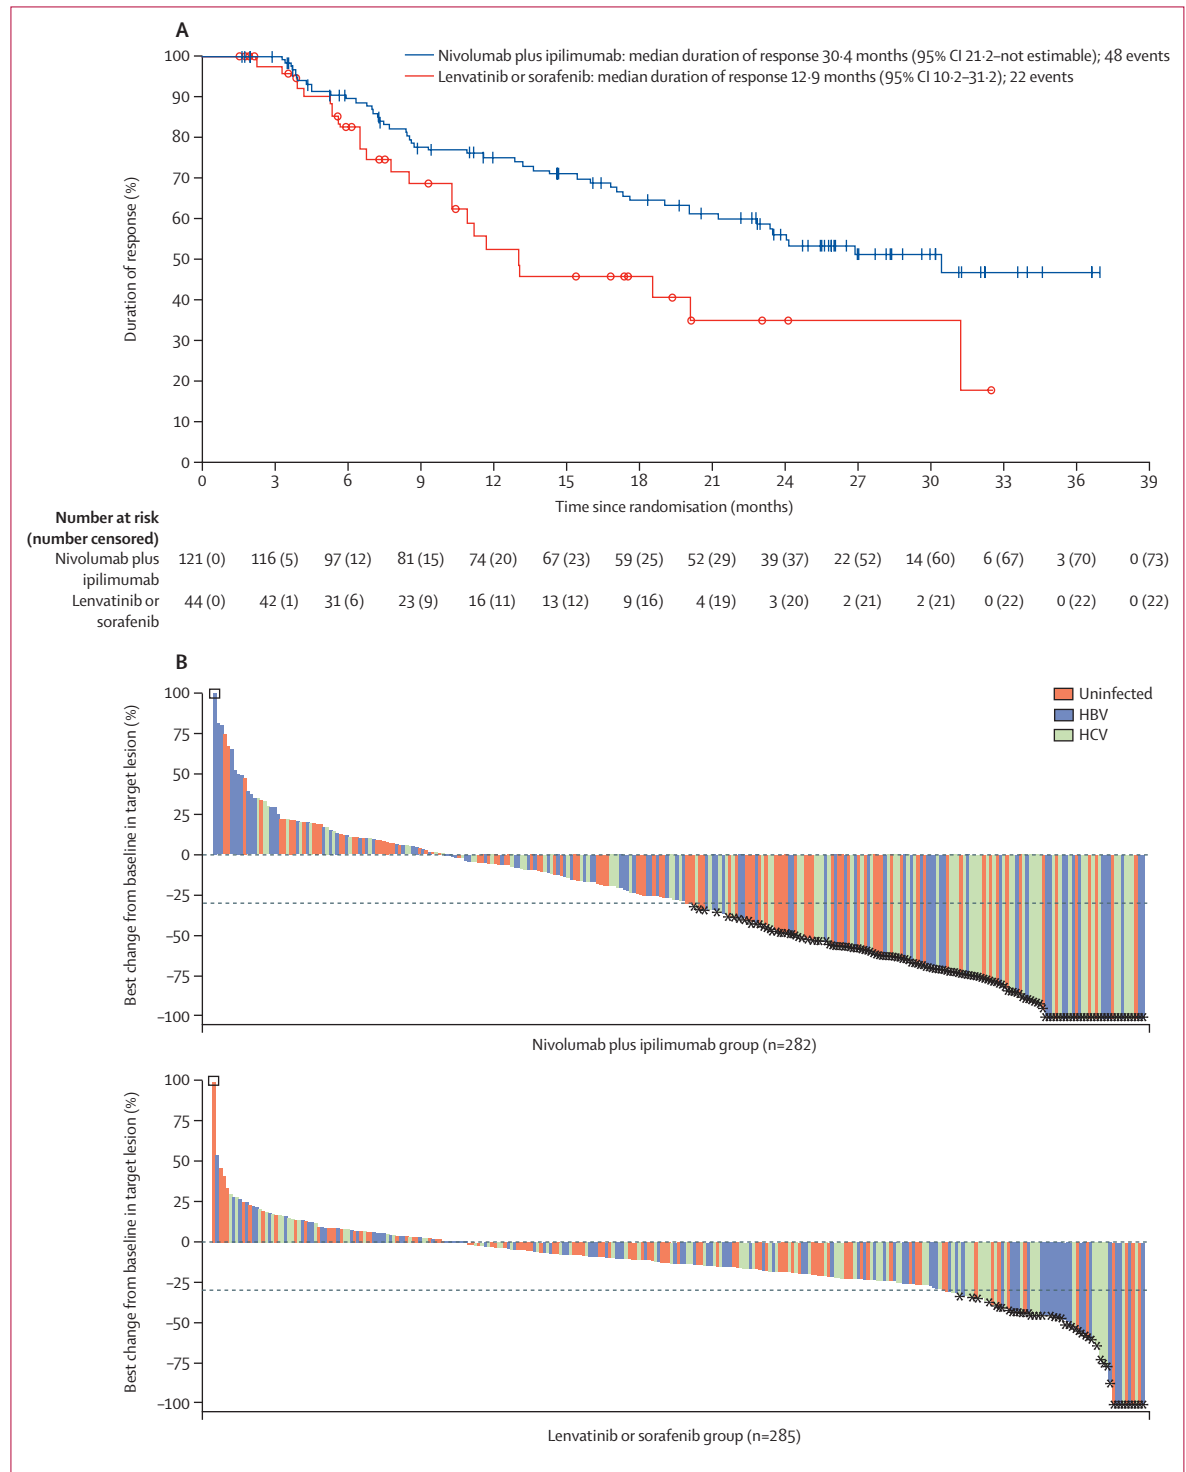 A
Nivolumab plus ipilimumab: median duration of response 30·4 months (95% CI 21·2–not estimable); 48 events
Lenvatinib or sorafenib: median duration of response 12·9 months (95% CI 10·2–31·2); 22 events
Duration of response (%)
100
90
80
70
60
50
40
30
20
10
0
0 3 6 9 12 15 18 21 24 27 30 33 36 39
Time since randomisation (months)
Number at risk
(number censored)
Nivolumab plus 121 (0) 116 (5) 97 (12) 81 (15) 74 (20) 67 (23) 59 (25) 52 (29) 39 (37) 22 (52) 14 (60) 6 (67) 3 (70) 0 (73)
ipilimumab
Lenvatinib or 44 (0) 42 (1) 31 (6) 23 (9) 16 (11) 13 (12) 9 (16) 4 (19) 3 (20) 2 (21) 2 (21) 0 (22) 0 (22) 0 (22)
sorafenib
B
Best change from baseline in target lesion (%)
100
75
50
25
0
–25
–50
–75
–100
Uninfected
HBV
HCV
Nivolumab plus ipilimumab group (n=282)
Best change from baseline in target lesion (%)
100
75
50
25
0
–25
–50
–75
–100
Lenvatinib or sorafenib group (n=285)